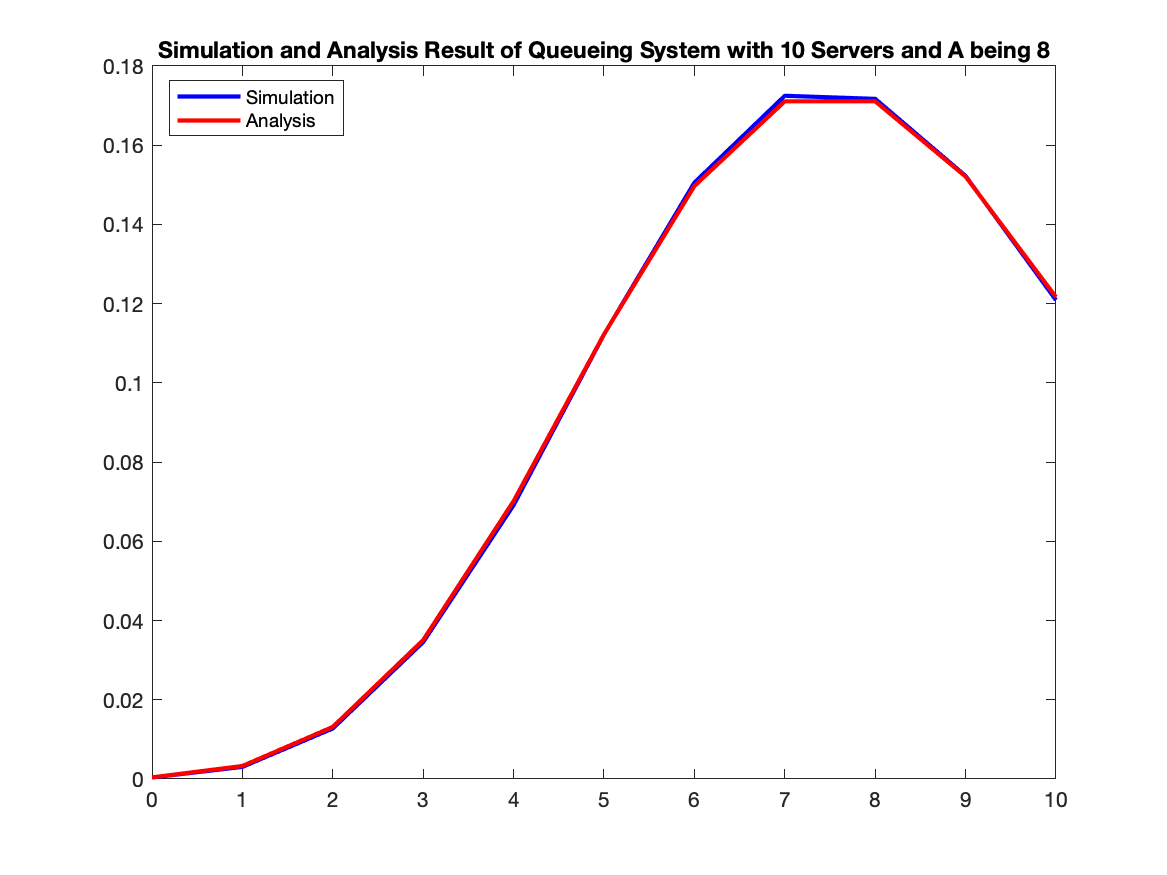 Simulation and Analysis Result of Queueing System with 10 Servers and A being 8
Simulation
Analysis
0.18
0.16
0.14
0.12
0.1
0.08
0.06
0.04
0.02
0
0 1 2 3 4 5 6 7 8 9 10